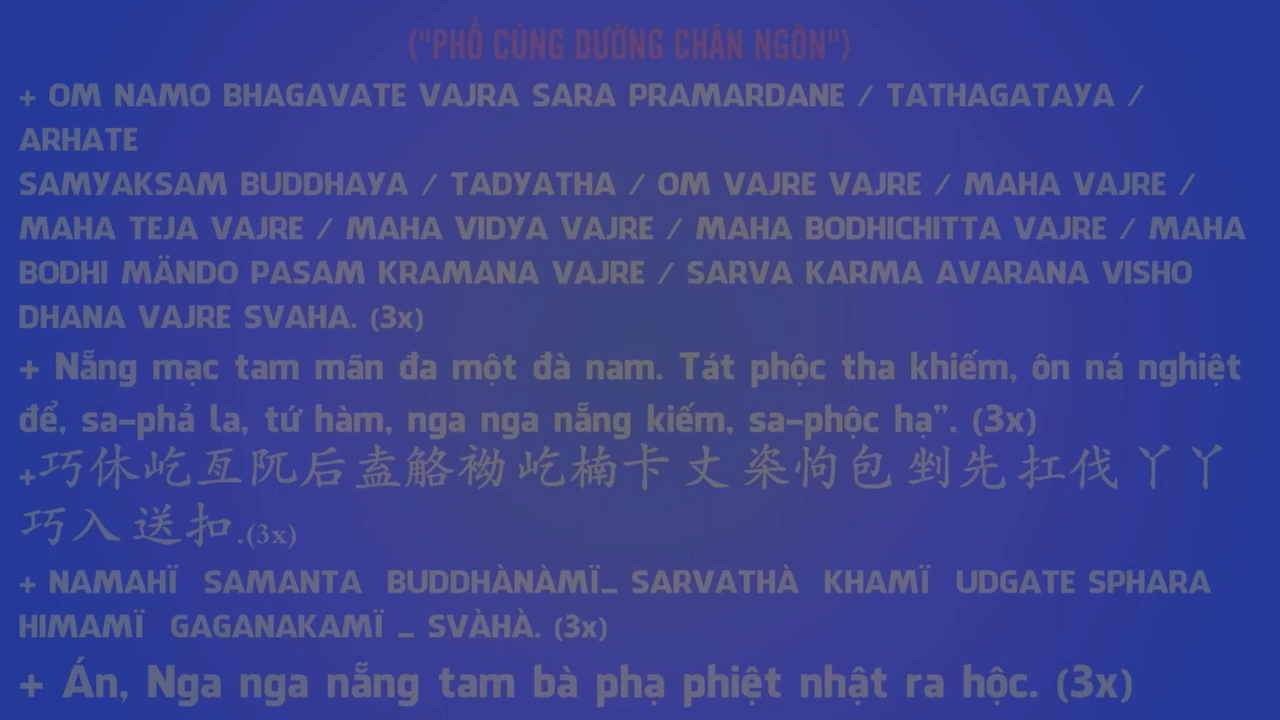 ("PHỔ CÚNG DƯỜNG CHÂN NGÔN")
+ OM NAMO BHAGAVATE VAJRA SARA PRAMARDANE / TATHAGATAYA /
ARHATE
SAMYAKSAM BUDDHAYA / TADYATHA / OM VAJRE VAJRE / MAHA VAJRE /
MAHA TEJA VAJRE / MAHA VIDYA VAJRE / MAHA BODHICHITTA VAJRE / MAHA
BODHI MÄNDO PASAM KRAMANA VAJRE / SARVA KARMA AVARANA VISHO
DHANA VAJRE SVAHA. (3x)
+ Nẵng mạc tam mãn đa một đà nam. Tát phộc tha khiếm, ôn ná nghiệt
để, sa-phả la, tứ hàm, nga nga nẵng kiếm, sa-phộc hạ”. (3x)
+巧休屹亙阢后盍觡袎屹楠卡丈粢怐包剉先扛伐丫丫
巧入送扣.(3x)
+ NAMAHÏ SAMANTA BUDDHÀNÀMÏ_ SARVATHÀ KHAMÏ UDGATE SPHARA
HIMAMÏ GAGANAKAMÏ _ SVÀHÀ. (3x)
+ Án, Nga nga nẵng tam bà phạ phiệt nhật ra hộc. (3x)